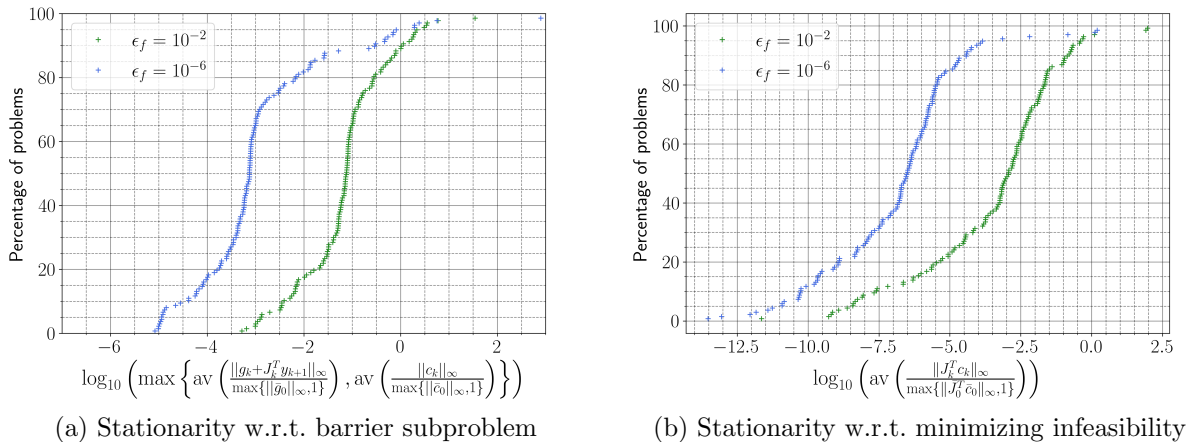 100
80
60
40
20
0
Percentage of problems
ϵ_f = 10^{-2}
ϵ_f = 10^{-6}
−6 −4 −2 0
log_{10} ( max { av ( ||g_k + J_k^T y_{k+1}||_∞ / max{||ḡ_0||_∞, 1} ) , av ( ||c_k||_∞ / max{||c̄_0||_∞, 1} ) } )
(a) Stationarity w.r.t. barrier subproblem
100
80
60
40
20
0
Percentage of problems
ϵ_f = 10^{-2}
ϵ_f = 10^{-6}
−12.5 −10.0 −7.5 −5.0 −2.5 0.0 2.5
log_{10} ( av ( ||J_k^T c_k||_∞ / max{||J̄_0^T c̄_0||_∞, 1} ) )
(b) Stationarity w.r.t. minimizing infeasibility